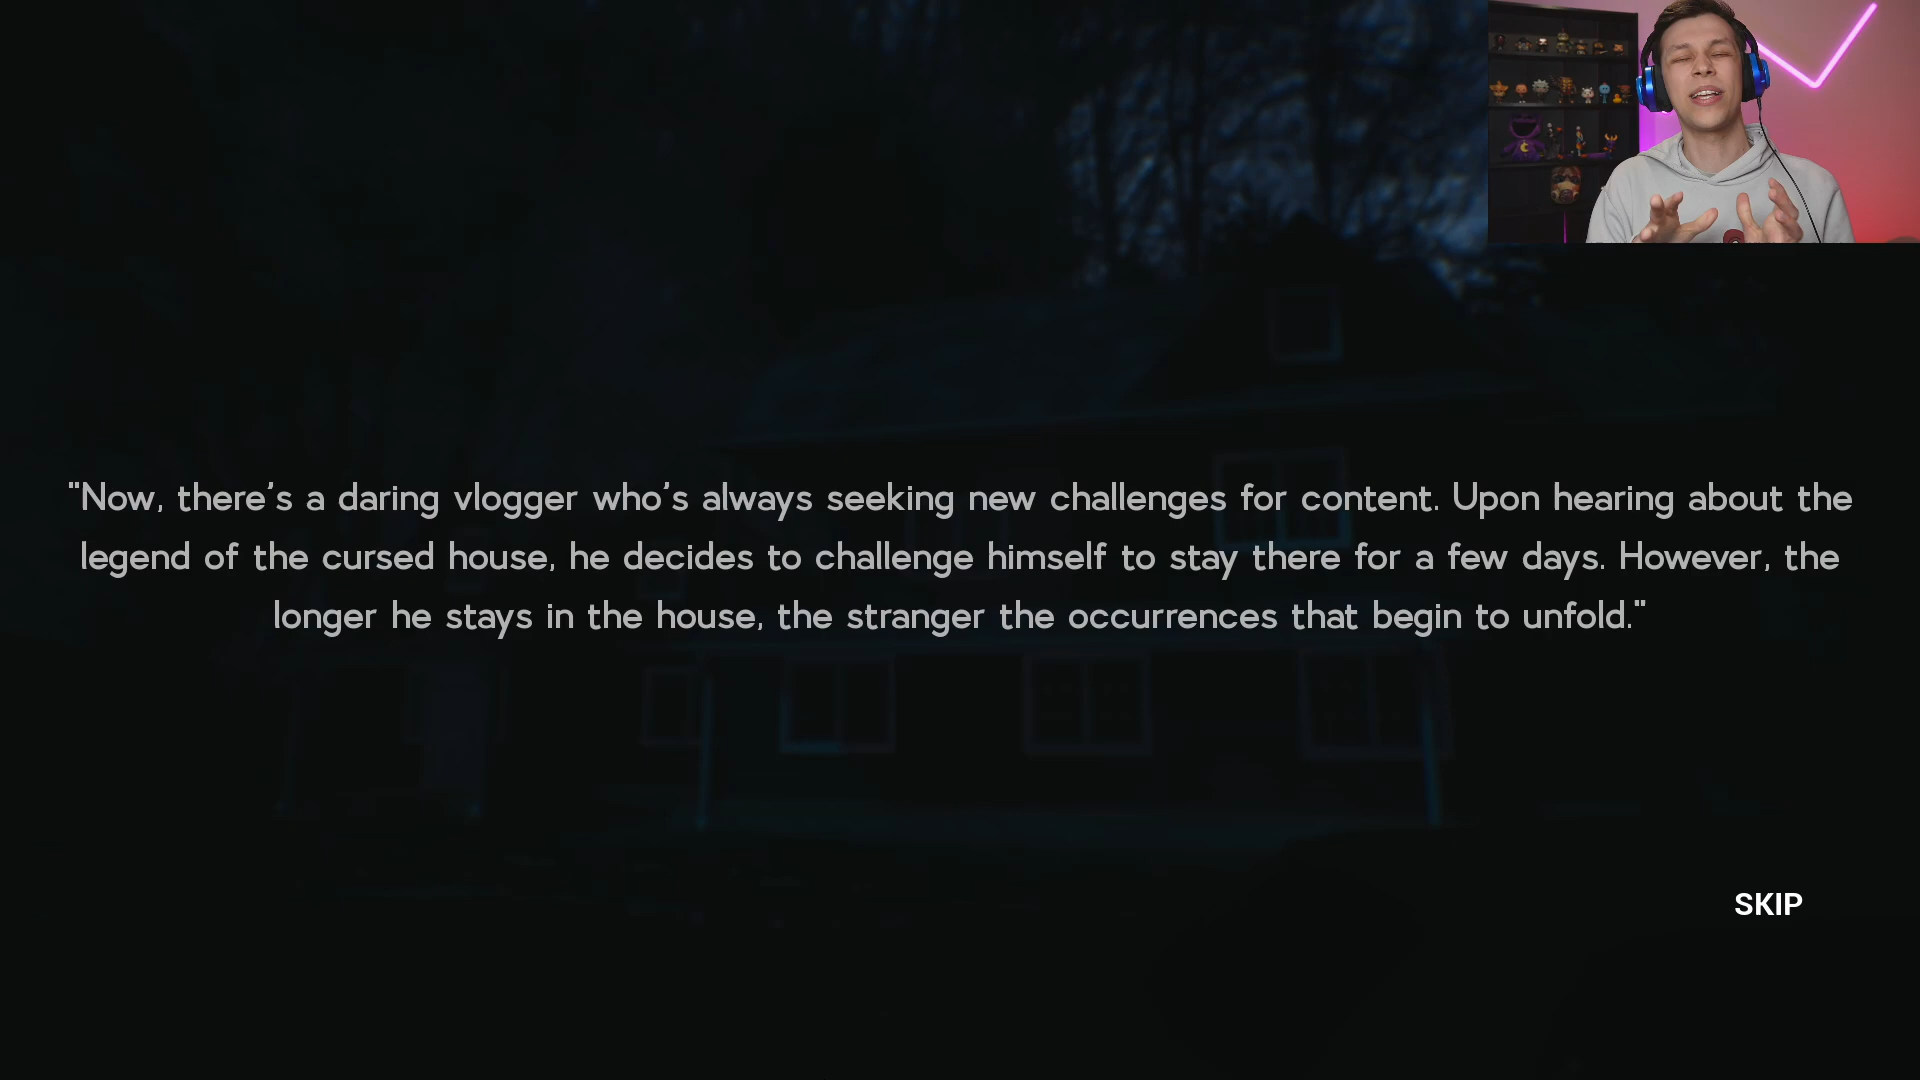 "Now, there's a daring vlogger who's always seeking new challenges for content. Upon hearing about the
legend of the cursed house, he decides to challenge himself to stay there for a few days. However, the
longer he stays in the house, the stranger the occurrences that begin to unfold."
SKIP